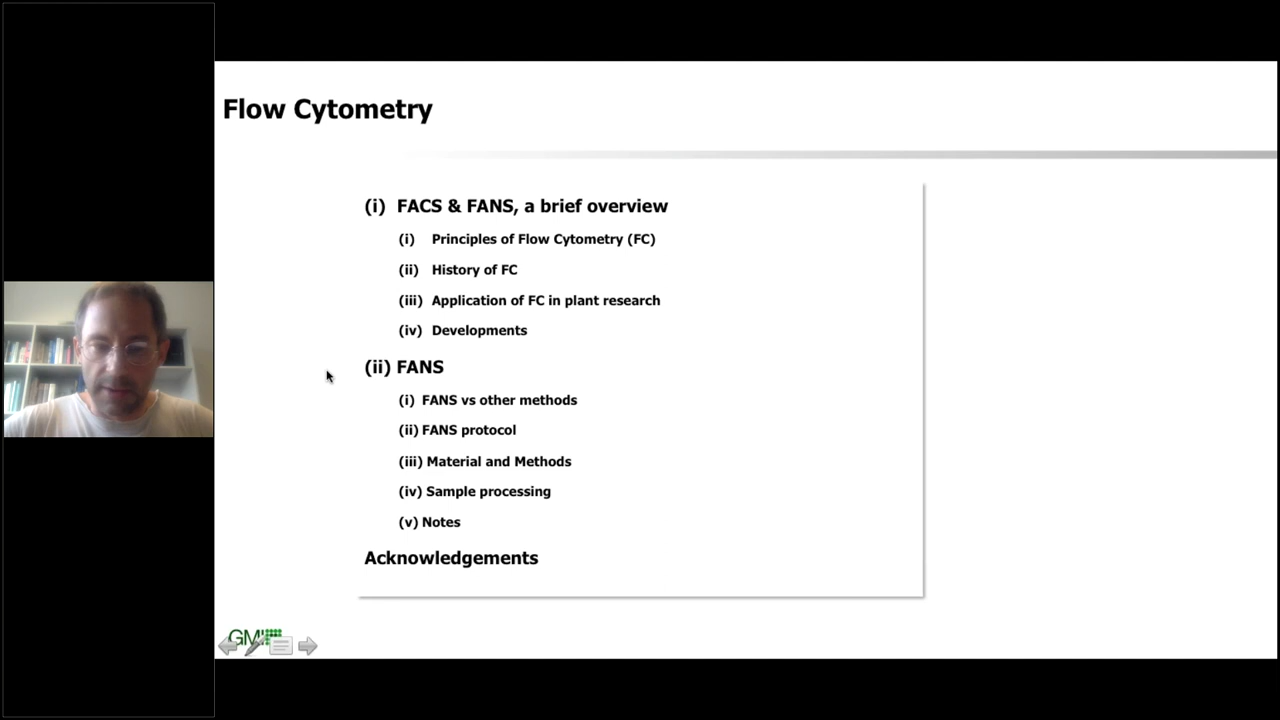 Flow Cytometry
(i) FACS & FANS, a brief overview
(i) Principles of Flow Cytometry (FC)
(ii) History of FC
(iii) Application of FC in plant research
(iv) Developments
(ii) FANS
(i) FANS vs other methods
(ii) FANS protocol
(iii) Material and Methods
(iv) Sample processing
(v) Notes
Acknowledgements
GMI